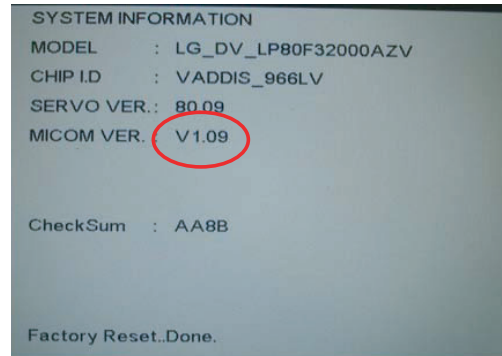 SYSTEM INFORMATION
MODEL : LG_DV_LP80F32000AZV
CHIP I.D : VADDIS_966LV
SERVO VER.: 80.09
MICOM VER. : V1.09
CheckSum : AA8B
Factory Reset..Done.